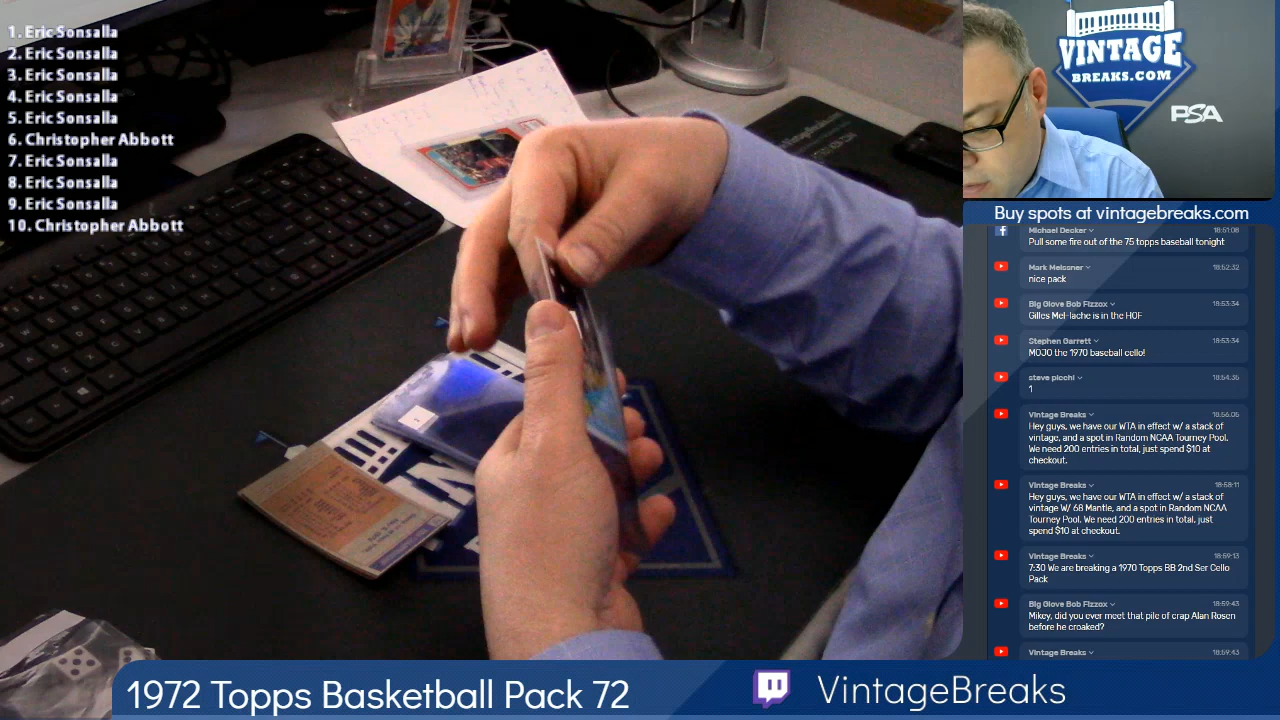 1. Eric Sonsalla
2. Eric Sonsalla
3. Eric Sonsalla
4. Eric Sonsalla
5. Eric Sonsalla
6. Christopher Abbott
7. Eric Sonsalla
8. Eric Sonsalla
9. Eric Sonsalla
10. Christopher Abbott
VINTAGE
BREAKS.COM
PSA
Buy spots at vintagebreaks.com
Michael Decker 18:51:08
Pull some fire out of the 75 topps baseball tonight
Mark Meissner 18:52:32
nice pack
Big Glove Bob Fizzox 18:53:34
Gilles Mel-lache is in the HOF
Stephen Garrett 18:53:34
MOJO the 1970 baseball cello!
steve picchi 18:54:35
1
Vintage Breaks 18:56:05
Hey guys, we have our WTA in effect w/ a stack of
vintage, and a spot in Random NCAA Tourney Pool.
We need 200 entries in total, just spend $10 at
checkout.
Vintage Breaks 18:58:11
Hey guys, we have our WTA in effect w/ a stack of
vintage W/ 68 Mantle, and a spot in Random NCAA
Tourney Pool. We need 200 entries in total, just
spend $10 at checkout.
Vintage Breaks 18:59:13
7:30 We are breaking a 1970 Topps BB 2nd Ser Cello
Pack
Big Glove Bob Fizzox 18:59:43
Mikey, did you ever meet that pile of crap Alan Rosen
before he croaked?
Vintage Breaks 18:59:43
1972 Topps Basketball Pack 72
VintageBreaks